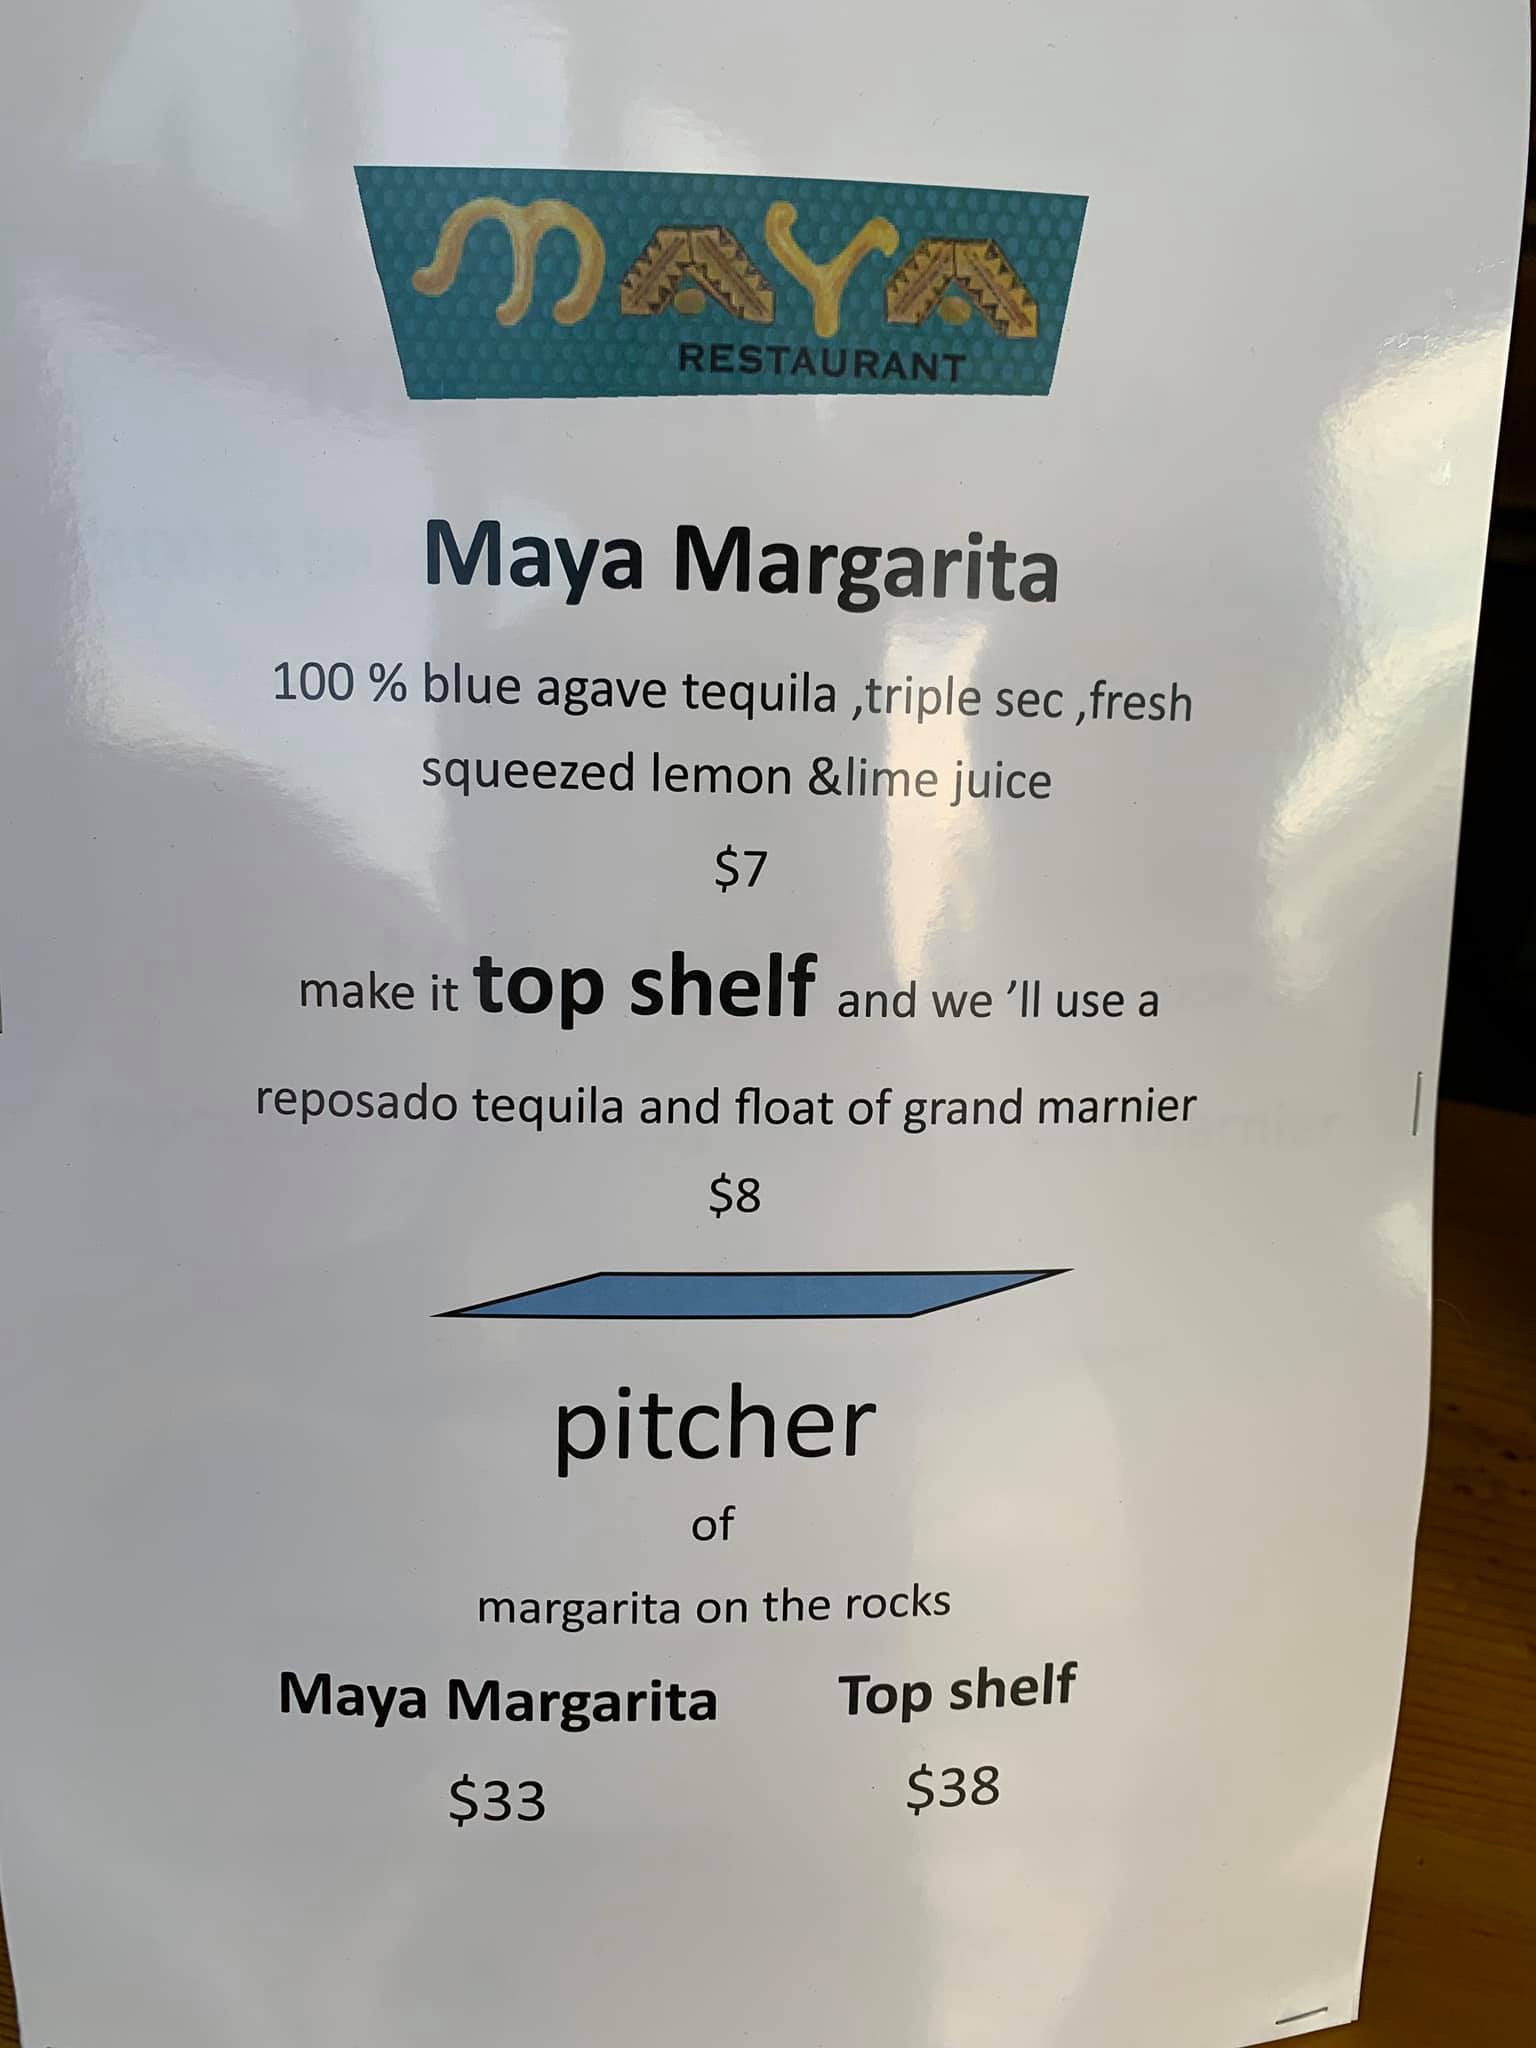 MAYA
RESTAURANT
Maya Margarita
100 % blue agave tequila ,triple sec ,fresh
squeezed lemon &lime juice
$7
make it top shelf and we 'll use a
reposado tequila and float of grand marnier
$8
pitcher
of
margarita on the rocks
Maya Margarita Top shelf
$33 $38